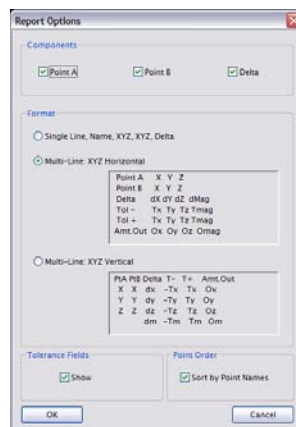 Report Options
Components
Point A
Point B
Delta
Format
Single Line, Name, XYZ, XYZ, Delta
Multi-Line: XYZ Horizontal
Point A X Y Z
Point B X Y Z
Delta dX dY dZ dMag
Tol - Tx Ty Tz Tmag
Tol + Tx Ty Tz Tmag
Amt.Out Ox Oy Oz Omag
Multi-Line: XYZ Vertical
PtA PtB Delta T- T+ Amt.Out
X X dx -Tx Tx Ox
Y Y dy -Ty Ty Oy
Z Z dz -Tz Tz Oz
dm -Tm Tm Om
Tolerance Fields
Point Order
Show
Sort by Point Names
OK
Cancel